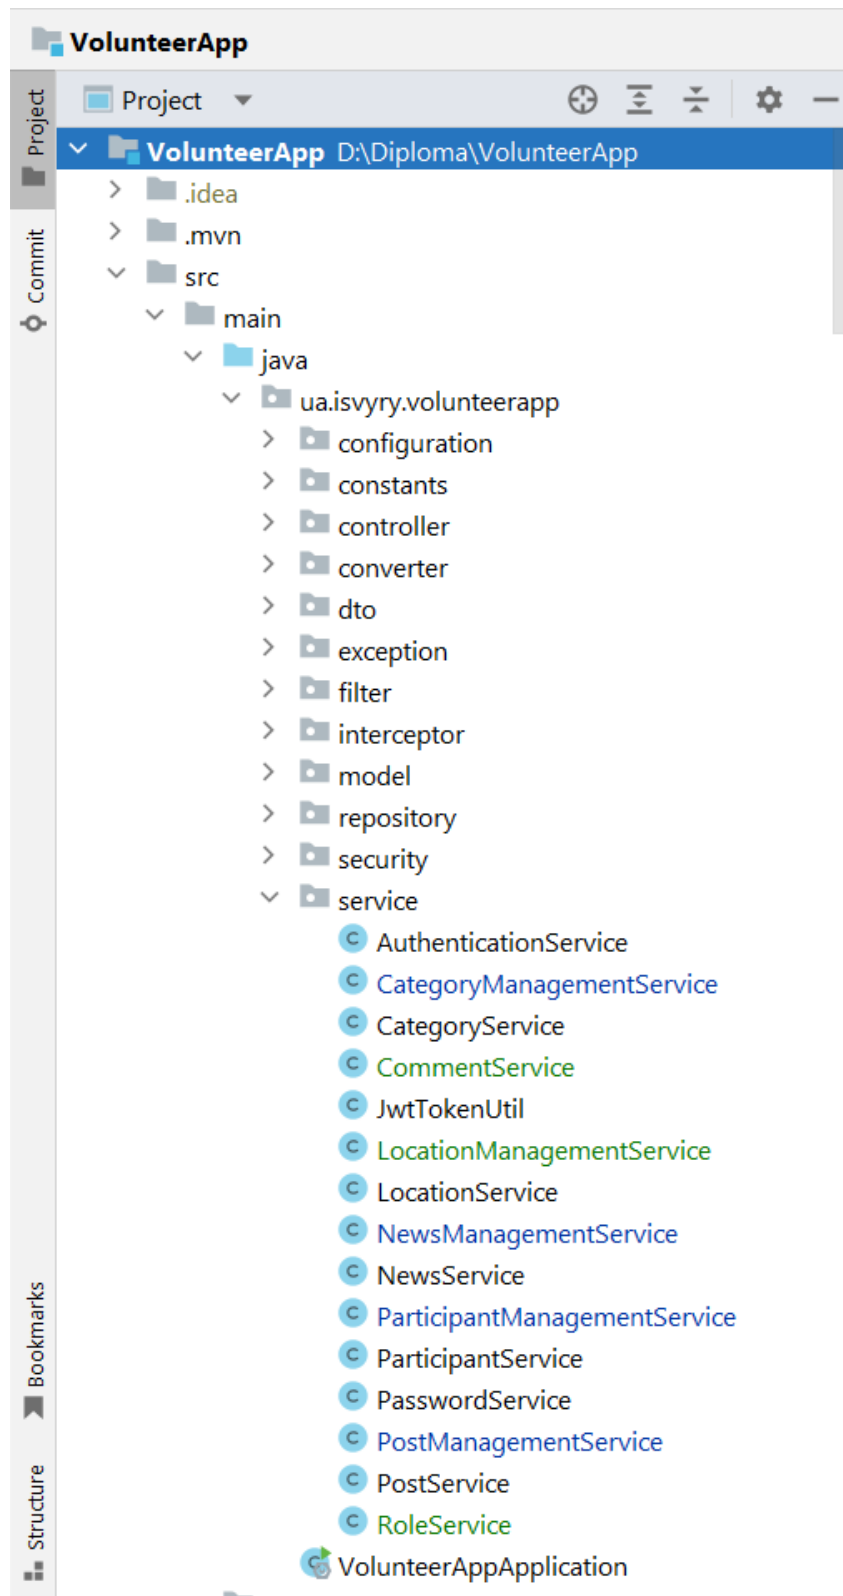 VolunteerApp
Project
Project
VolunteerApp D:\Diploma\VolunteerApp
.idea
.mvn
Commit
src
main
java
ua.isvyry.volunteerapp
configuration
constants
controller
converter
dto
exception
filter
interceptor
model
repository
security
service
AuthenticationService
CategoryManagementService
CategoryService
CommentService
JwtTokenUtil
LocationManagementService
LocationService
NewsManagementService
NewsService
Bookmarks
ParticipantManagementService
ParticipantService
PasswordService
PostManagementService
PostService
Structure
RoleService
VolunteerAppApplication